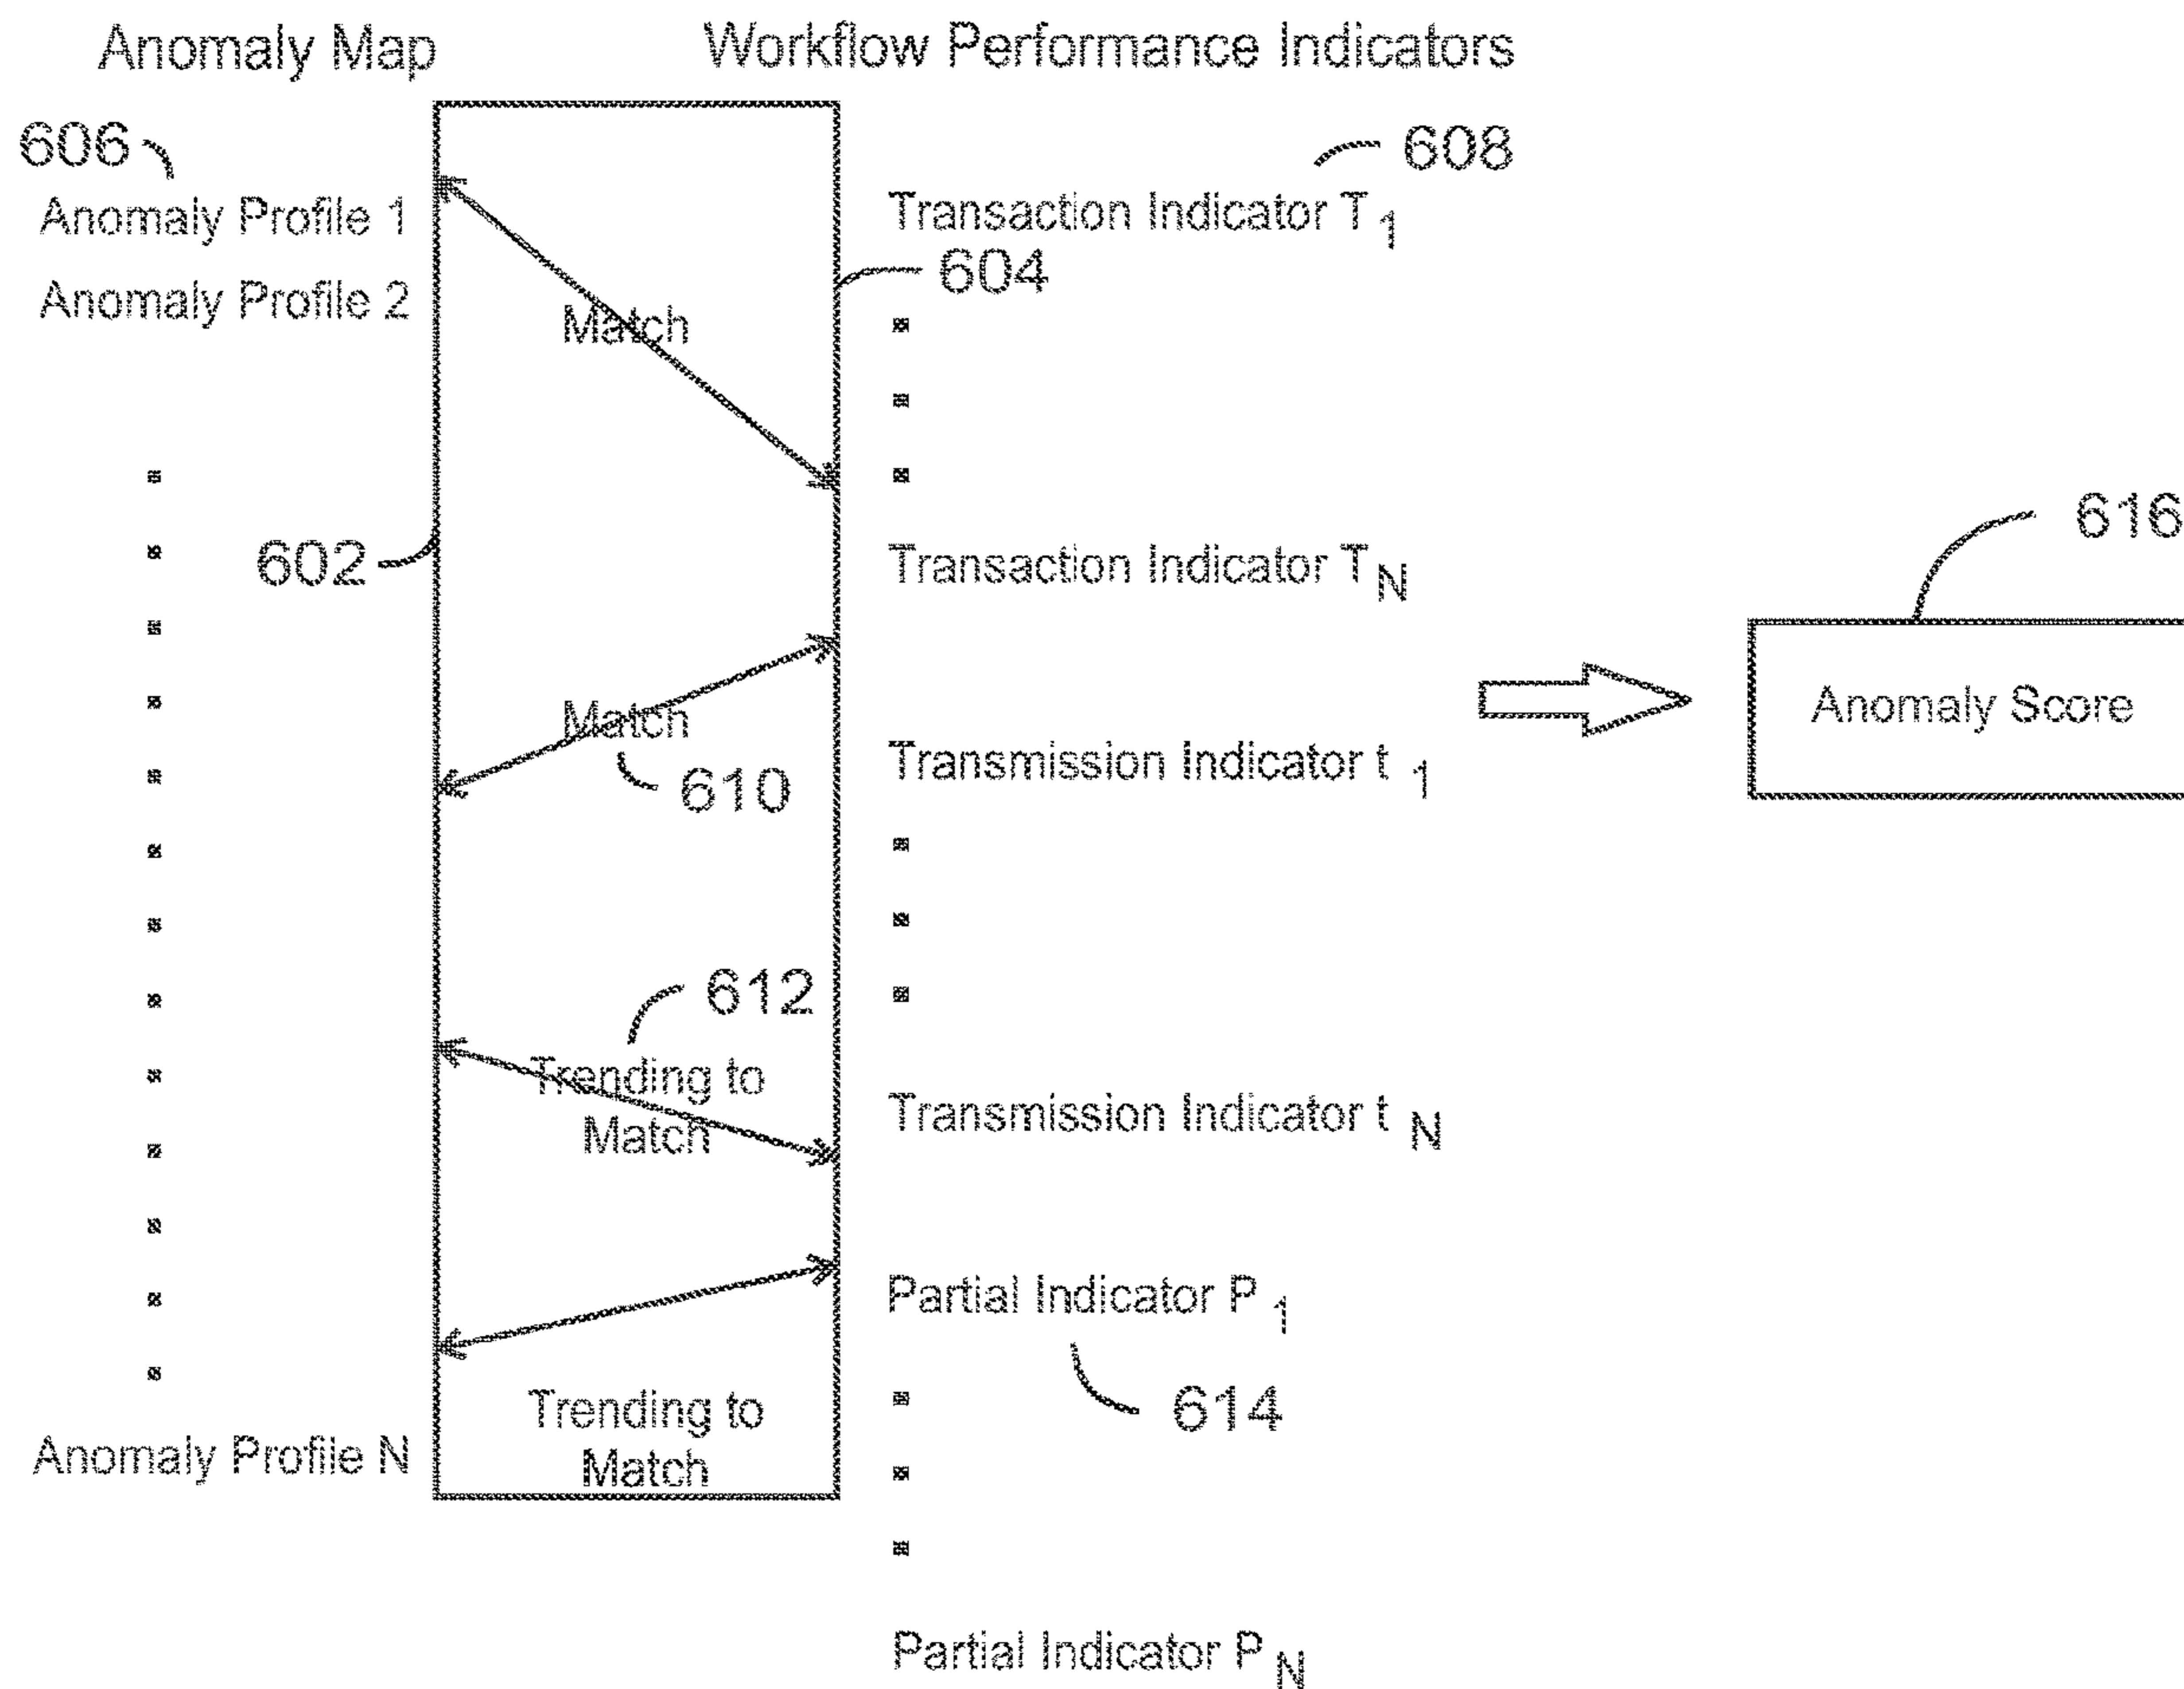 Anomaly Map
Workflow Performance Indicators
606
608
Anomaly Profile 1
Transaction Indicator T1
604
Anomaly Profile 2
Match
616
602
Transaction Indicator TN
Match
Anomaly Score
Transmission Indicator t 1
610
612
Trending to
Match
Transmission Indicator t N
Partial Indicator P 1
614
Trending to
Match
Anomaly Profile N
Partial Indicator P N